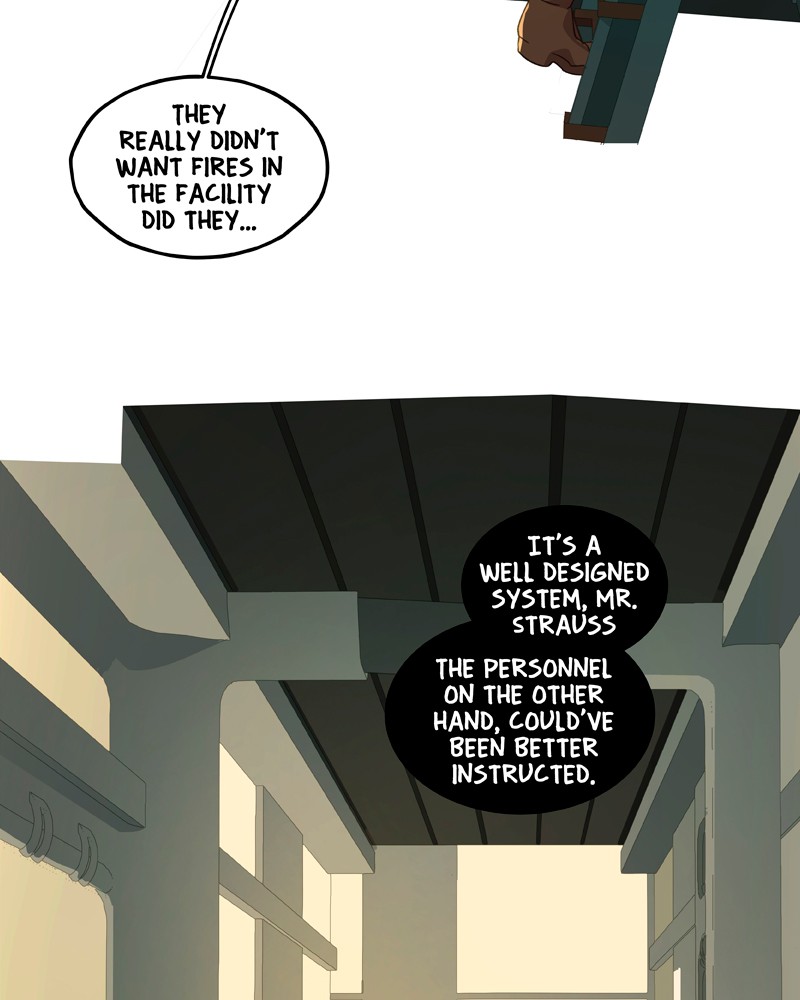 THEY
REALLY DIDN'T
WANT FIRES IN
THE FACILITY
DID THEY...
IT'S A
WELL DESIGNED
SYSTEM, MR.
STRAUSS
THE PERSONNEL
ON THE OTHER
HAND, COULD'VE
BEEN BETTER
INSTRUCTED.